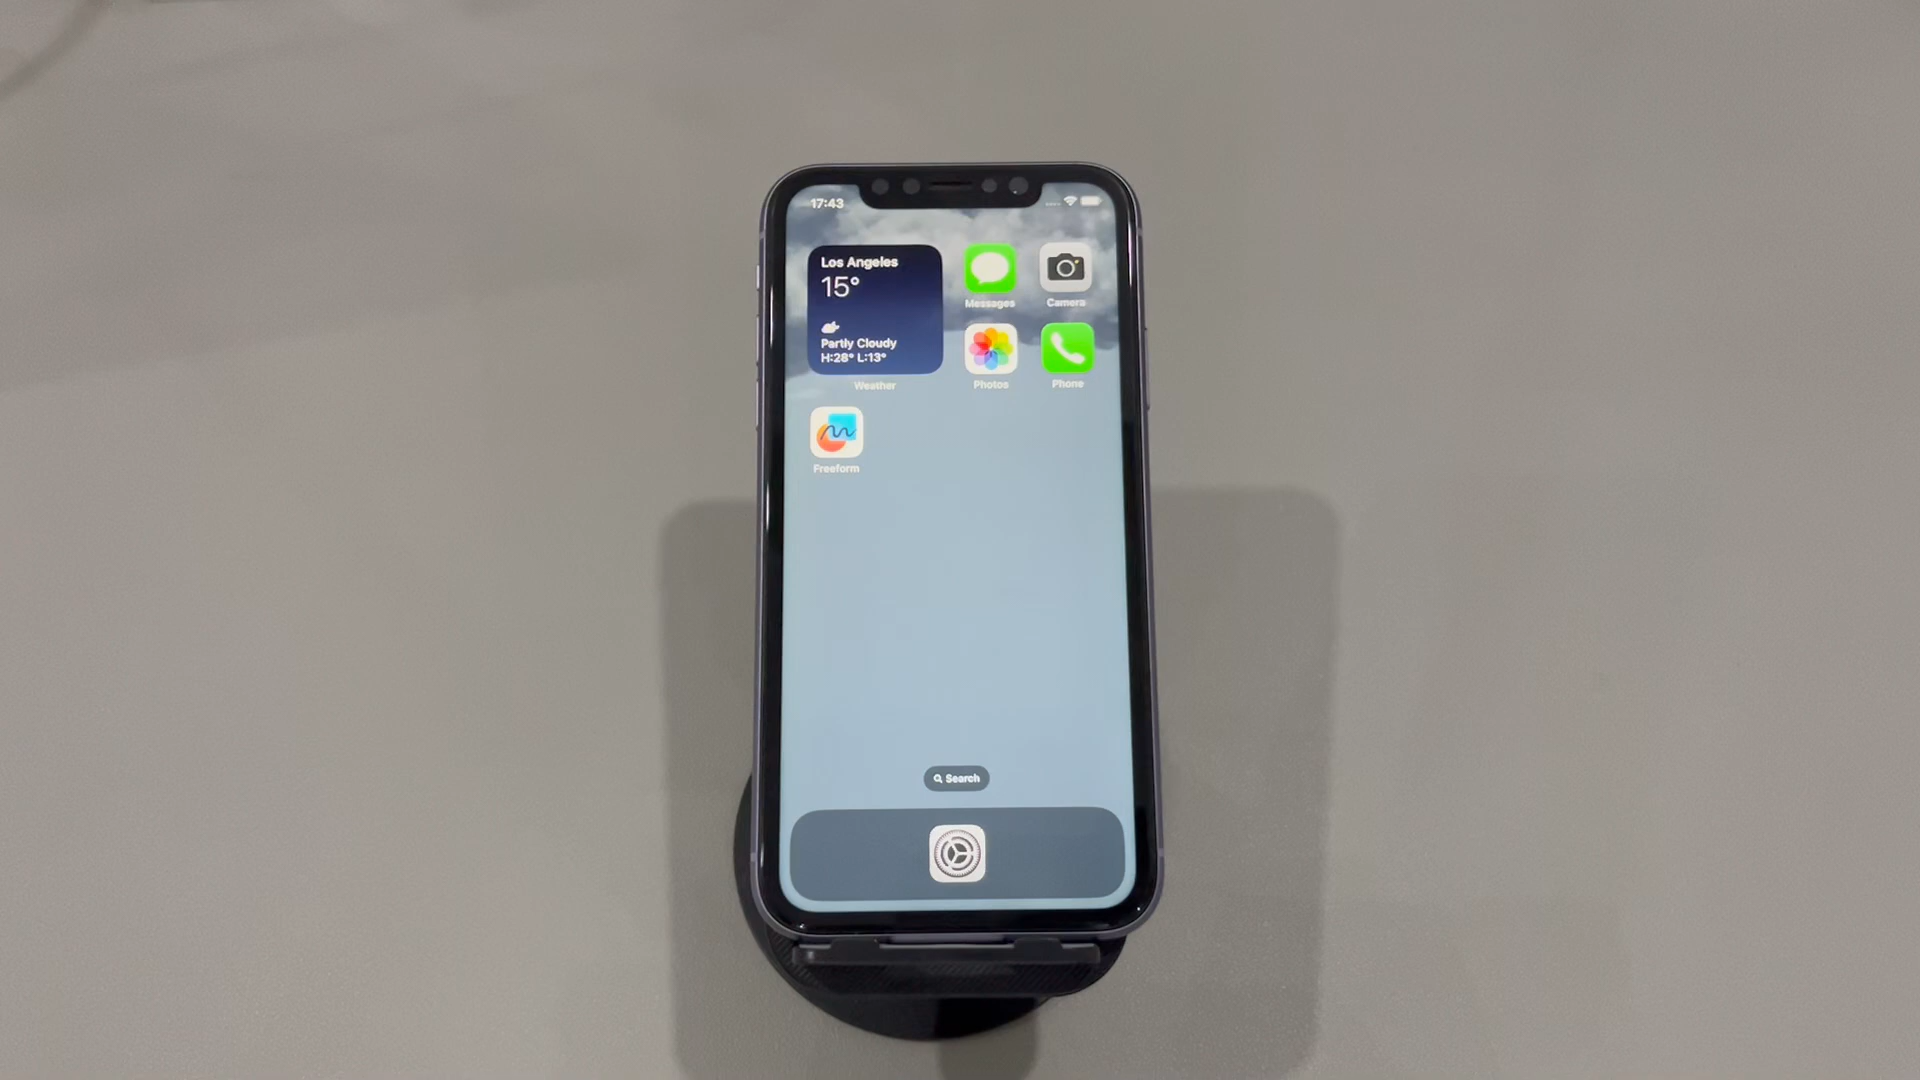 17:43
Los Angeles
15°
Partly Cloudy
H:28° L:13°
Weather
Messages
Camera
Photos
Phone
Freeform
Search